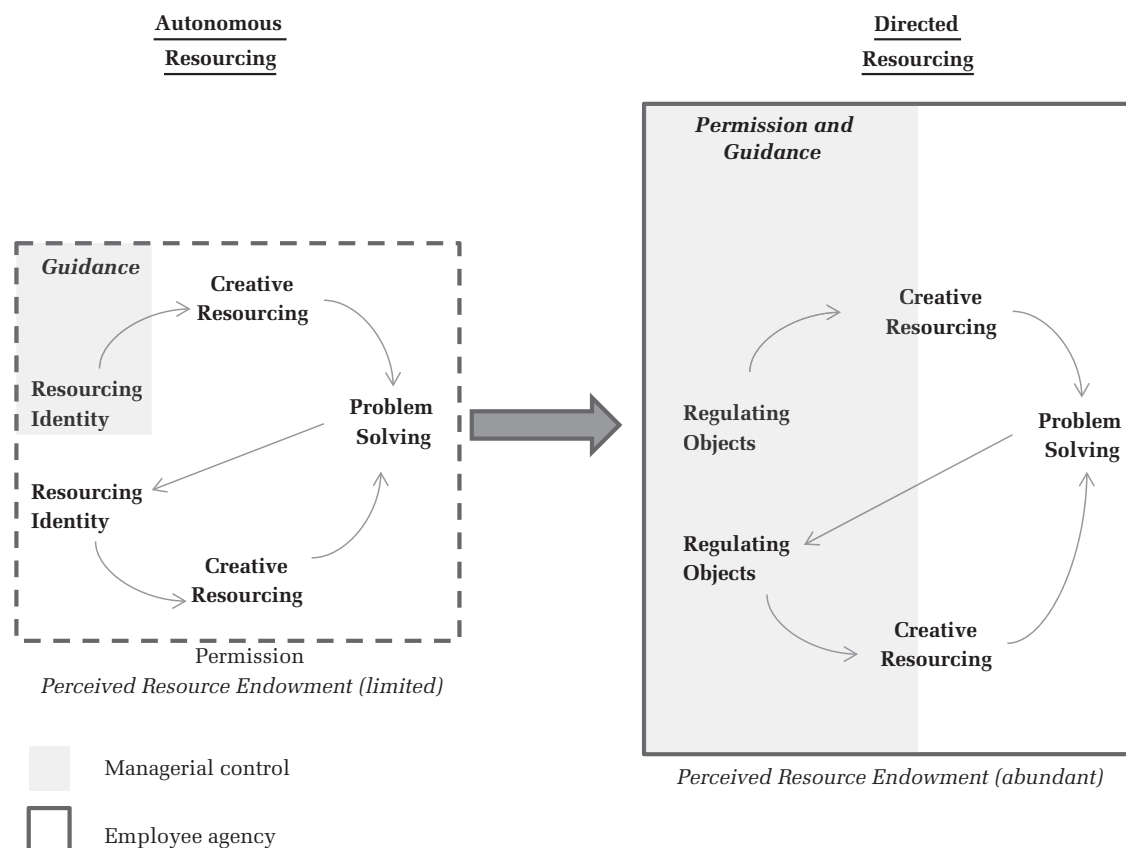 Autonomous
Resourcing
Directed
Resourcing
Guidance
Creative
Resourcing
Resourcing
Identity
Problem
Solving
Resourcing
Identity
Creative
Resourcing
Permission
Perceived Resource Endowment (limited)
Permission and
Guidance
Creative
Resourcing
Regulating
Objects
Problem
Solving
Regulating
Objects
Creative
Resourcing
Perceived Resource Endowment (abundant)
Managerial control
Employee agency